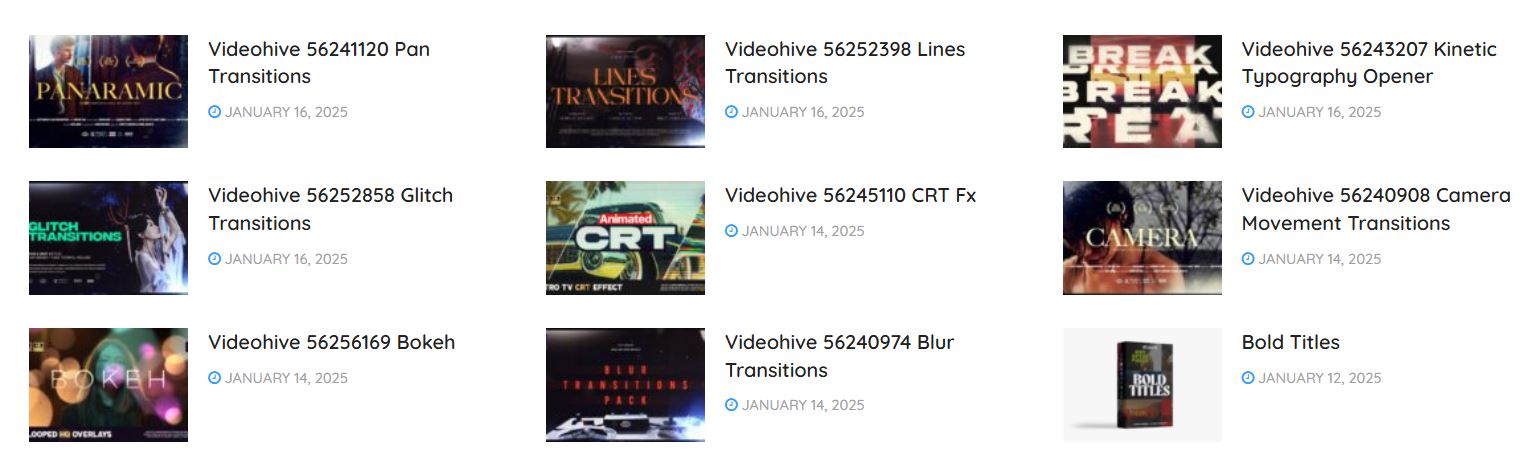 PANARAMIC
Videohive 56241120 Pan
Transitions
JANUARY 16, 2025
LINES
TRANSITIONS
Videohive 56252398 Lines
Transitions
JANUARY 16, 2025
BREAK
BREAK
BREAK
REA
Videohive 56243207 Kinetic
Typography Opener
JANUARY 16, 2025
GLITCH
TRANSITIONS
Videohive 56252858 Glitch
Transitions
JANUARY 16, 2025
Animated
CRT
TRO TV CRT EFFECT
Videohive 56245110 CRT Fx
JANUARY 14, 2025
CAMERA
Videohive 56240908 Camera
Movement Transitions
JANUARY 14, 2025
BOKEH
LOOPED HQ OVERLAYS
Videohive 56256169 Bokeh
JANUARY 14, 2025
BLUR
TRANSITIONS
PACK
Videohive 56240974 Blur
Transitions
JANUARY 14, 2025
BOLD
TITLES
Bold Titles
JANUARY 12, 2025